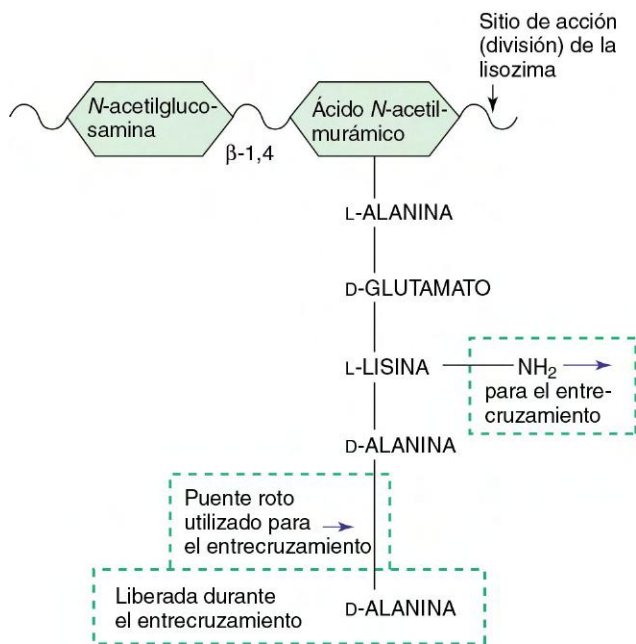 Sitio de acción
(división) de la
lisozima
N-acetilgluco-
samina
Ácido N-acetil-
murámico
β-1,4
L-ALANINA
D-GLUTAMATO
L-LISINA
NH₂
para el entre-
cruzamiento
D-ALANINA
Puente roto
utilizado para
el entrecruzamiento
Liberada durante
el entrecruzamiento
D-ALANINA